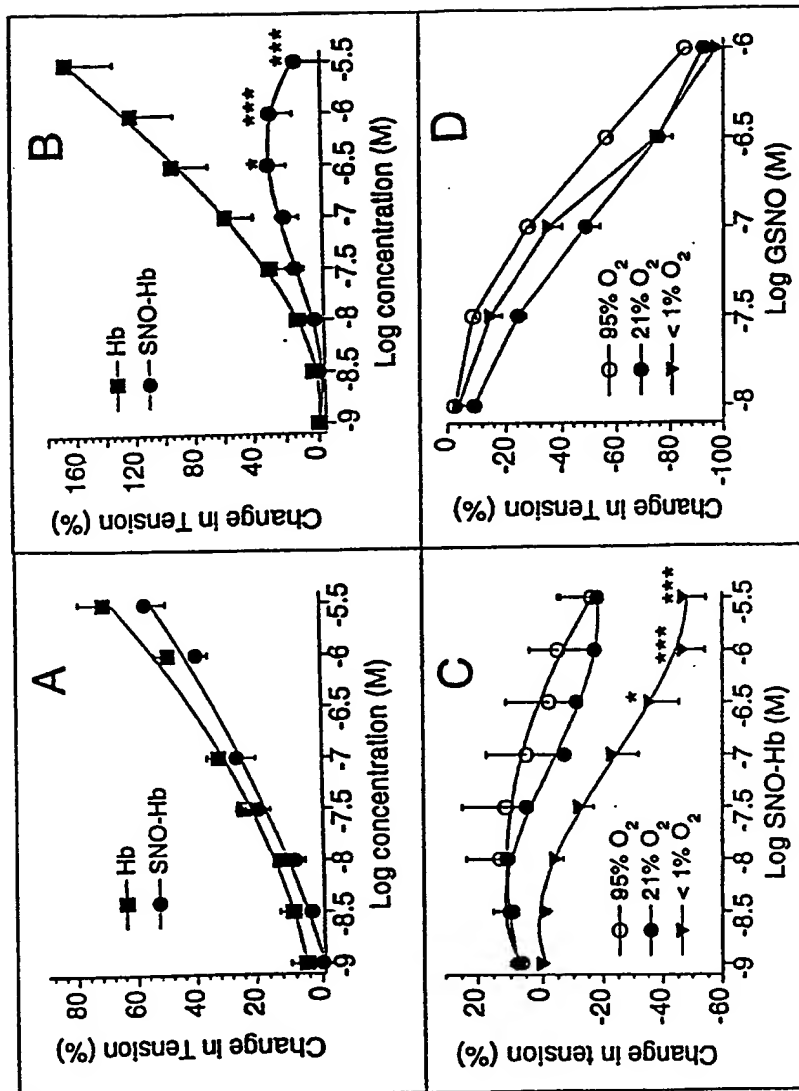 A
Hb
SNO-Hb
Change in Tension (%)
60
40
20
0
-9
-8.5
-8
-7.5
-7
-6.5
-6
-5.5
Log concentration (M)
B
Hb
SNO-Hb
Change in Tension (%)
160
120
80
40
0
*
***
***
-9
-8.5
-8
-7.5
-7
-6.5
-6
-5.5
Log concentration (M)
C
Change in tension (%)
20
0
-20
-40
-60
95% O2
21% O2
< 1% O2
*
***
***
-9
-8.5
-8
-7.5
-7
-6.5
-6
-5.5
Log SNO-Hb (M)
D
Change in Tension (%)
0
-20
-40
-60
-80
-100
95% O2
21% O2
< 1% O2
-8
-7.5
-7
-6.5
-6
Log GSNO (M)